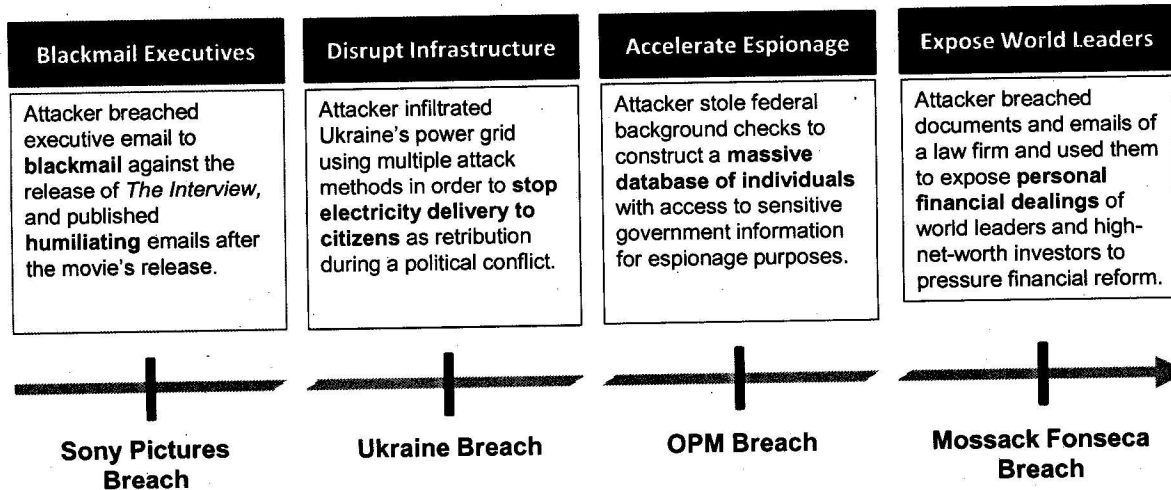 Blackmail Executives
Attacker breached
executive email to
blackmail against the
release of The Interview,
and published
humiliating emails after
the movie's release.
Sony Pictures
Breach
Disrupt Infrastructure
Attacker infiltrated
Ukraine's power grid
using multiple attack
methods in order to stop
electricity delivery to
citizens as retribution
during a political conflict.
Ukraine Breach
Accelerate Espionage
Attacker stole federal
background checks to
construct a massive
database of individuals
with access to sensitive
government information
for espionage purposes.
OPM Breach
Expose World Leaders
Attacker breached
documents and emails of
a law firm and used them
to expose personal
financial dealings of
world leaders and high-
net-worth investors to
pressure financial reform.
Mossack Fonseca
Breach